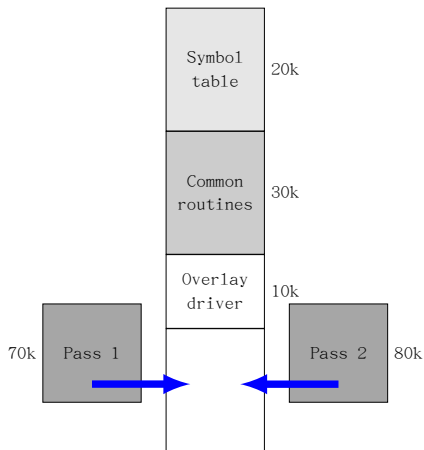 Symbol
table
20k
Common
routines
30k
Overlay
driver
10k
70k
Pass 1
Pass 2
80k